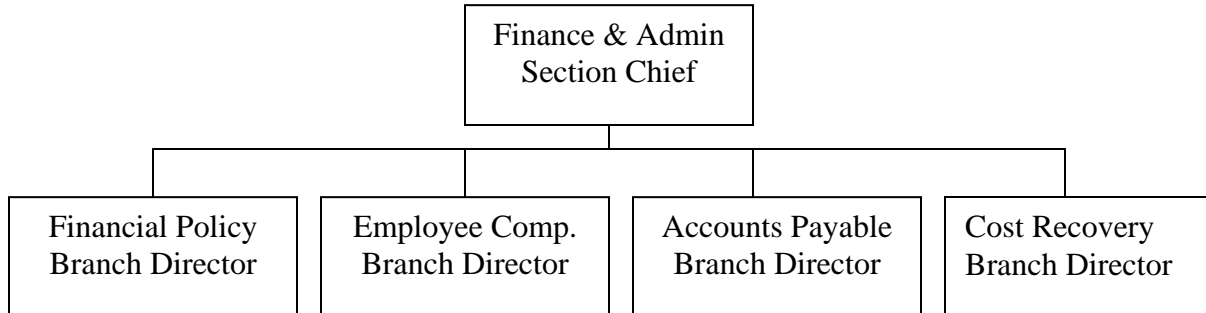 Finance & Admin
Section Chief
Financial Policy
Branch Director
Employee Comp.
Branch Director
Accounts Payable
Branch Director
Cost Recovery
Branch Director